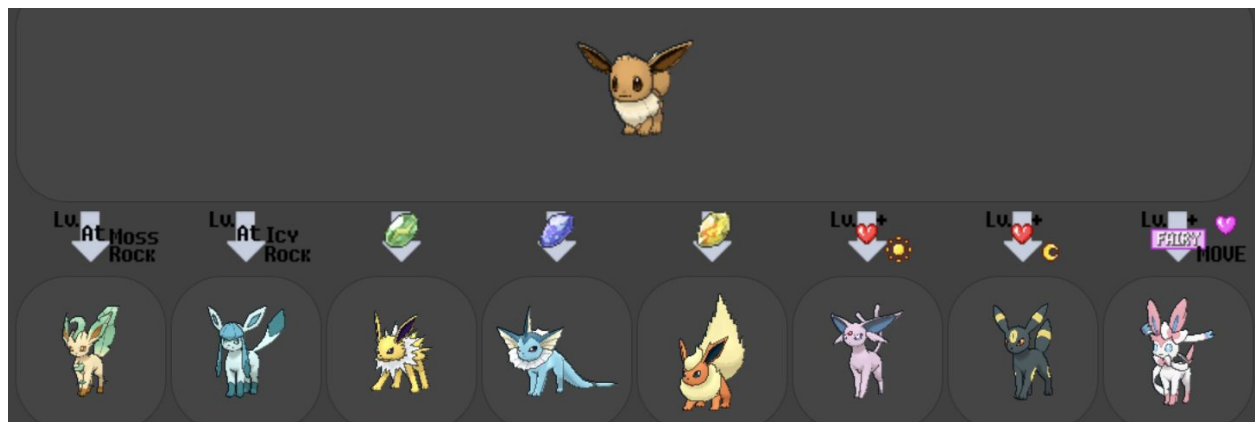 Lv.
At Moss
Rock
Lv.
At Icy
Rock
Lv. +
Lv. +
Lv. +
FAIRY
MOVE